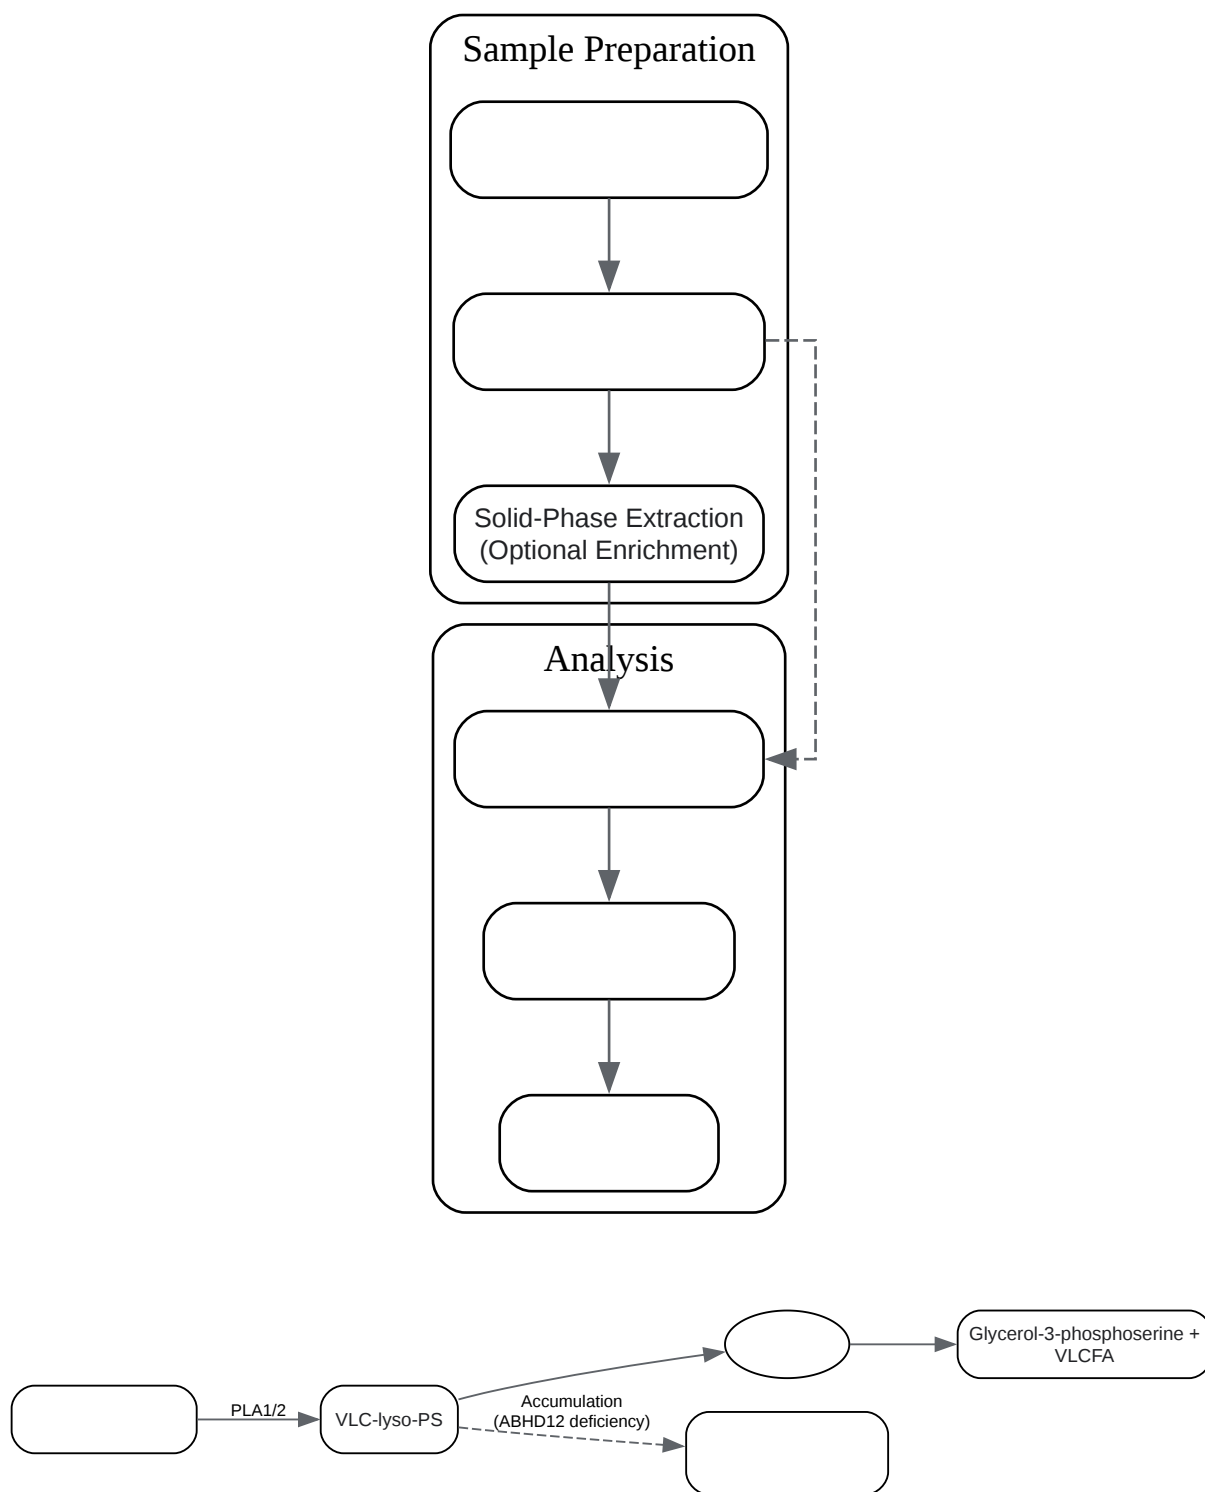 Sample Preparation
Solid-Phase Extraction
(Optional Enrichment)
Analysis
Glycerol-3-phosphoserine +
VLCFA
PLA1/2
VLC-lyso-PS
Accumulation
(ABHD12 deficiency)